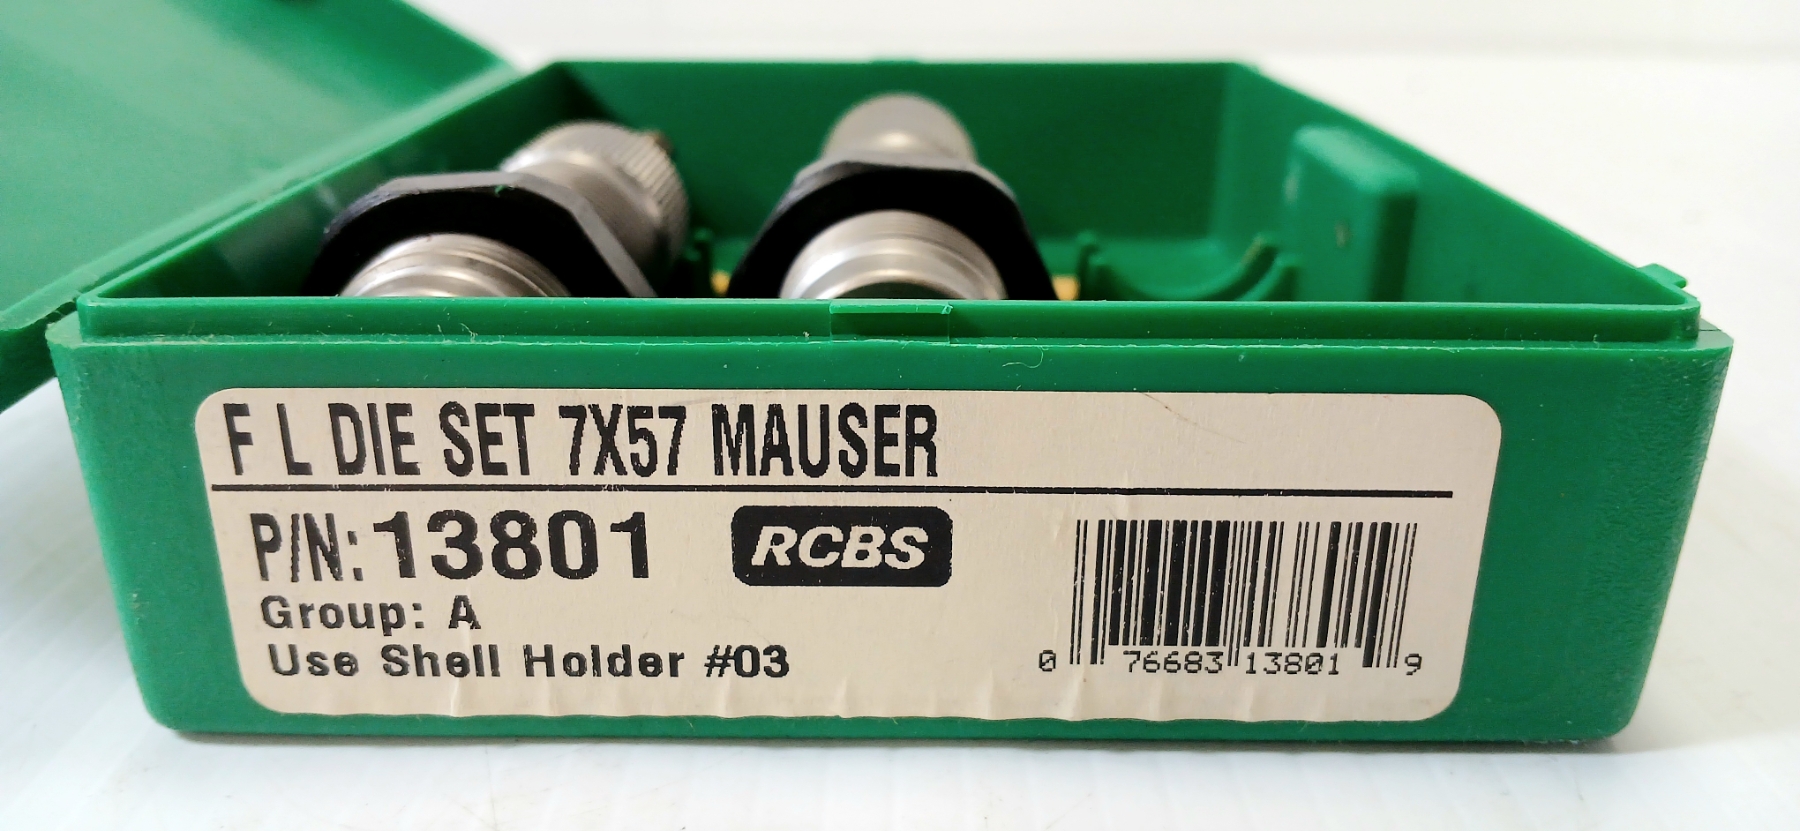 F L DIE SET 7X57 MAUSER
P/N: 13801 RCBS
Group: A
Use Shell Holder #03
0 76683 13801 9